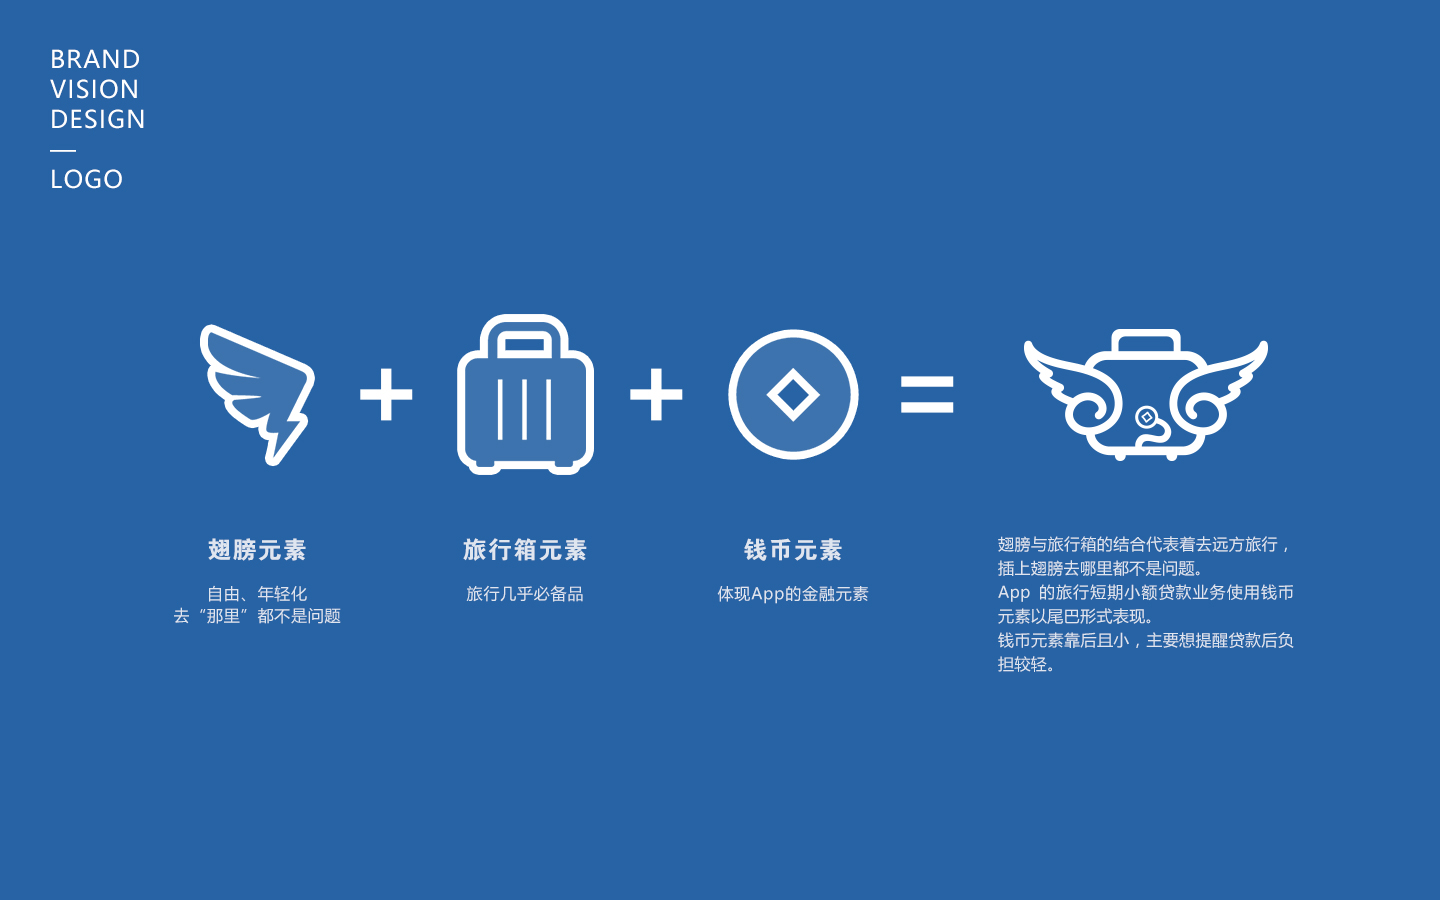 BRAND
VISION
DESIGN
—
LOGO
翅膀元素
自由、年轻化
去“那里”都不是问题
旅行箱元素
旅行几乎必备品
钱币元素
体现App的金融元素
翅膀与旅行箱的结合代表着去远方旅行，
插上翅膀去哪里都不是问题。
App 的旅行短期小额贷款业务使用钱币
元素以尾巴形式表现。
钱币元素靠后且小，主要想提醒贷款后负
担较轻。